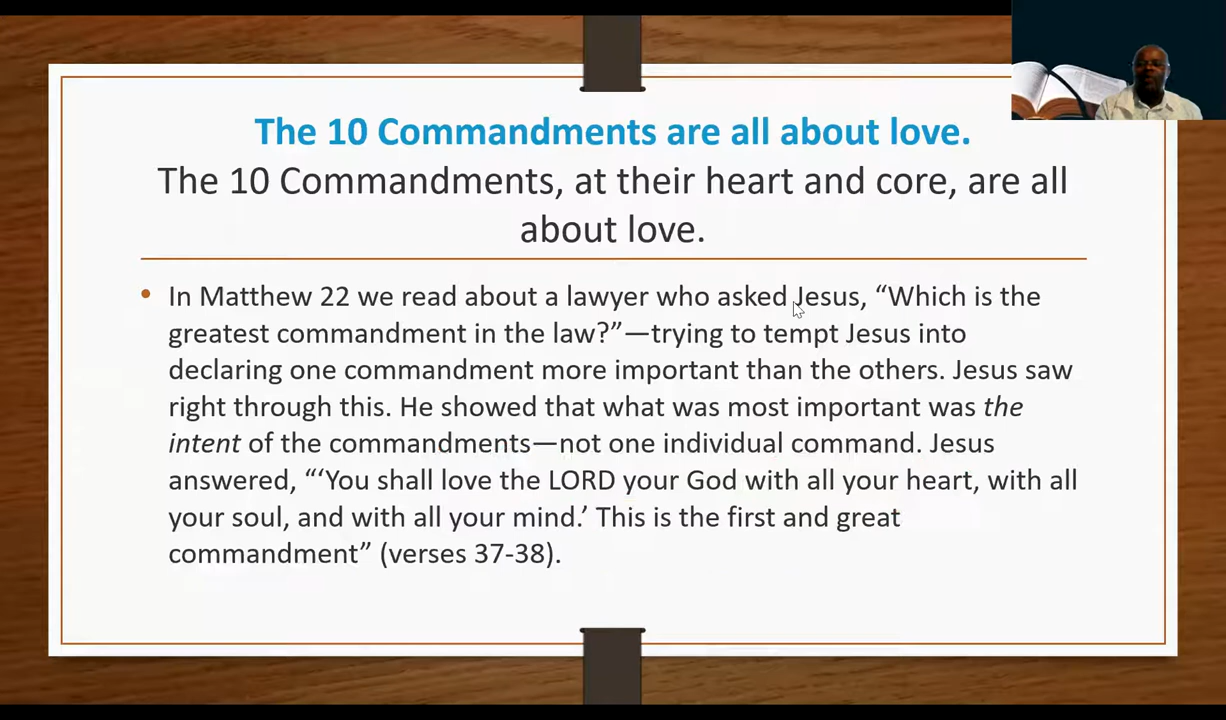 The 10 Commandments are all about love.
The 10 Commandments, at their heart and core, are all
about love.
• In Matthew 22 we read about a lawyer who asked Jesus, “Which is the
greatest commandment in the law?”—trying to tempt Jesus into
declaring one commandment more important than the others. Jesus saw
right through this. He showed that what was most important was the
intent of the commandments—not one individual command. Jesus
answered, “‘You shall love the LORD your God with all your heart, with all
your soul, and with all your mind.’ This is the first and great
commandment” (verses 37-38).